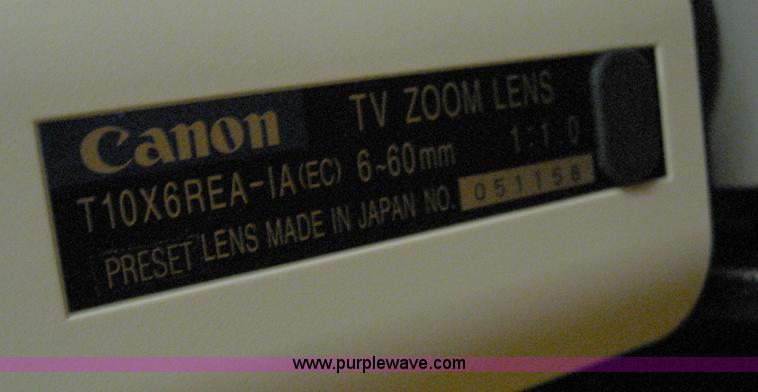 Canon TV ZOOM LENS
T10X6REA-IA(EC) 6~60mm 1:1.0
PRESET LENS MADE IN JAPAN NO. 051158
www.purplewave.com